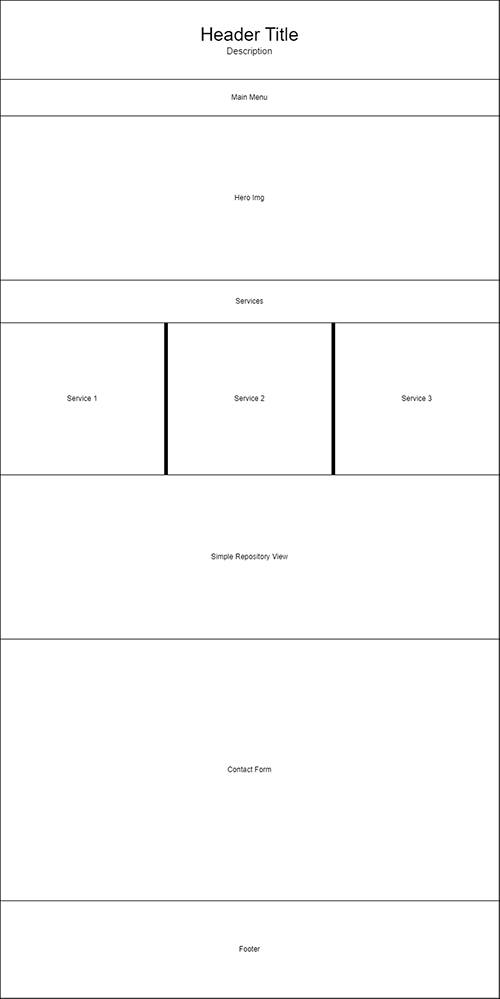 Header Title
Description
Main Menu
Hero Img
Services
Service 1
Service 2
Service 3
Simple Repository View
Contact Form
Footer